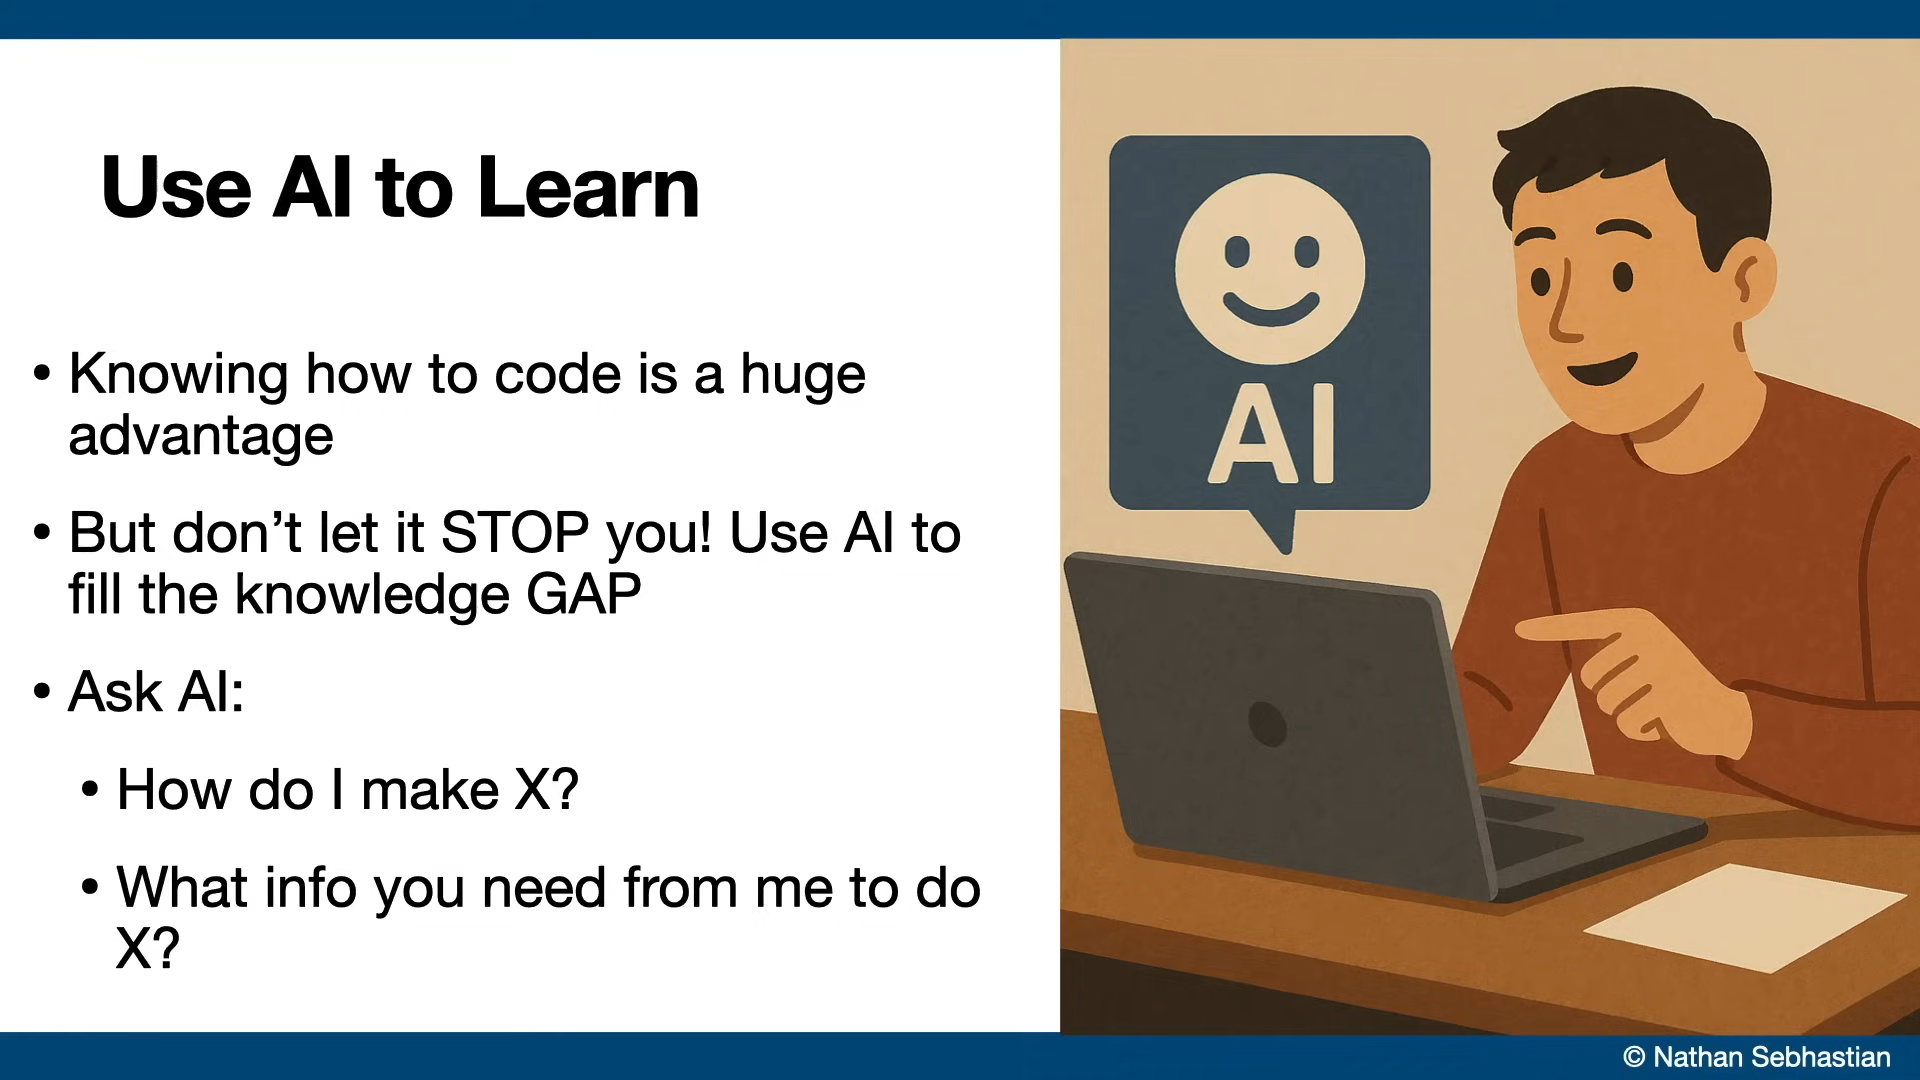 Use AI to Learn
• Knowing how to code is a huge
advantage
• But don’t let it STOP you! Use AI to
fill the knowledge GAP
• Ask AI:
• How do I make X?
• What info you need from me to do
X?
AI
© Nathan Sebhastian